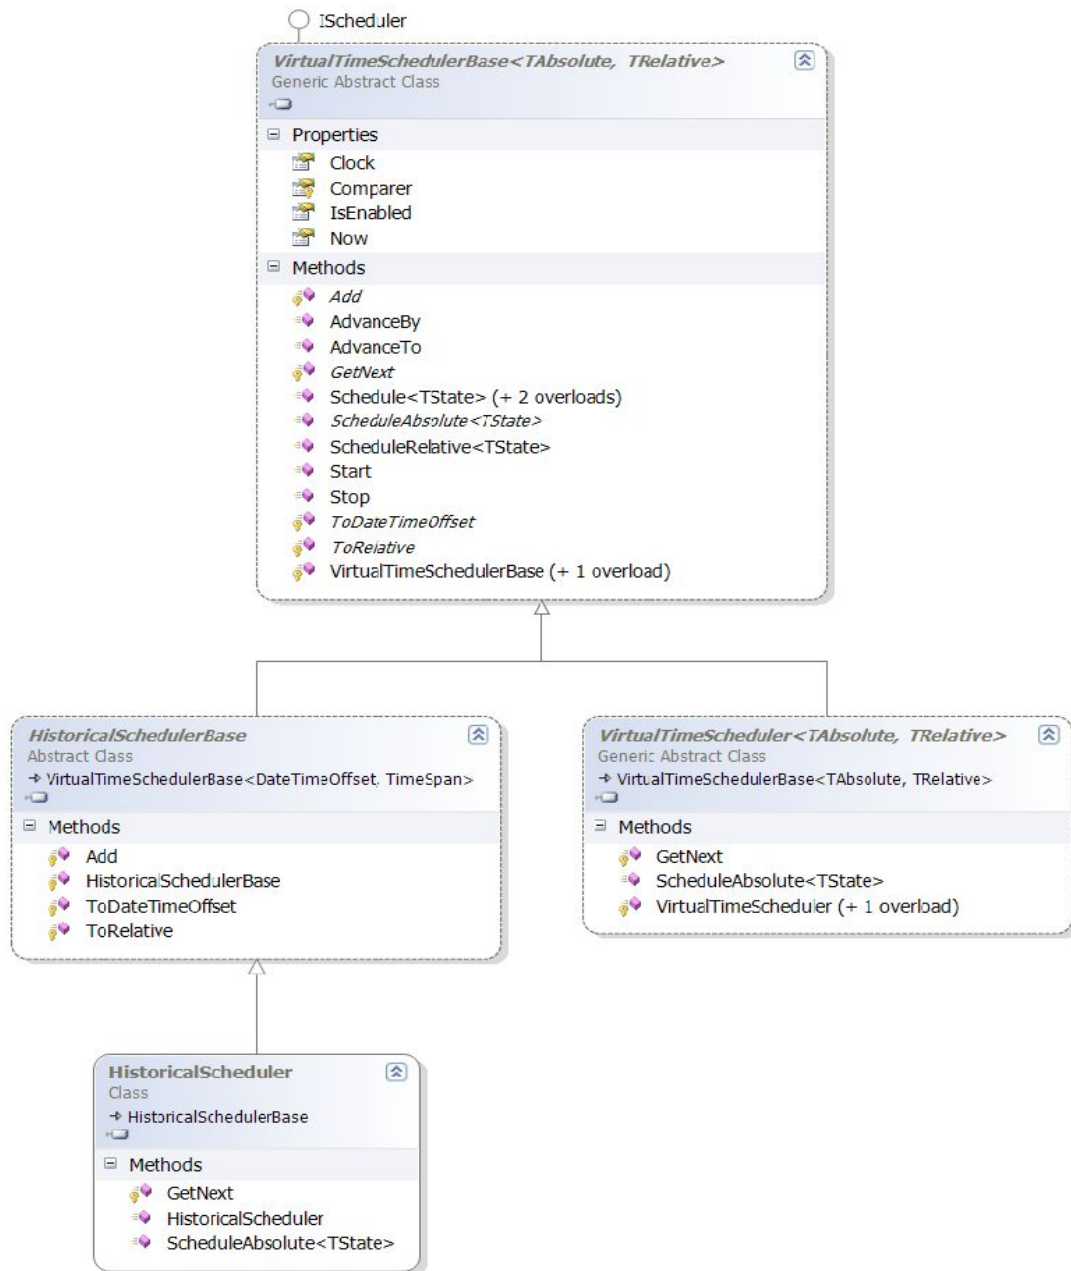 IScheduler
VirtualTimeSchedulerBase<TAbsolute, TRelative>
Generic Abstract Class
Properties
Clock
Comparer
IsEnabled
Now
Methods
Add
AdvanceBy
AdvanceTo
GetNext
Schedule<TState> (+ 2 overloads)
ScheduleAbsolute<TState>
ScheduleRelative<TState>
Start
Stop
ToDateTimeOffset
ToRelative
VirtualTimeSchedulerBase (+ 1 overload)
HistoricalSchedulerBase
Abstract Class
VirtualTimeSchedulerBase<DateTimeOffset, TimeSpan>
Methods
Add
HistoricalSchedulerBase
ToDateTimeOffset
ToRelative
VirtualTimeScheduler<TAbsolute, TRelative>
Generic Abstract Class
VirtualTimeSchedulerBase<TAbsolute, TRelative>
Methods
GetNext
ScheduleAbsolute<TState>
VirtualTimeScheduler (+ 1 overload)
HistoricalScheduler
Class
HistoricalSchedulerBase
Methods
GetNext
HistoricalScheduler
ScheduleAbsolute<TState>